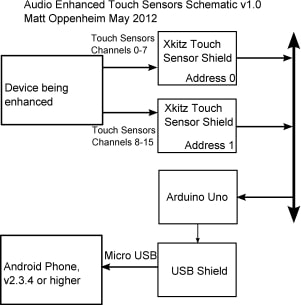 Audio Enhanced Touch Sensors Schematic v1.0
Matt Oppenheim May 2012
Touch Sensors
Channels 0-7
Xkitz Touch
Sensor Shield
Address 0
Device being
enhanced
Touch Sensors
Channels 8-15
Xkitz Touch
Sensor Shield
Address 1
Arduino Uno
Micro USB
Android Phone,
v2.3.4 or higher
USB Shield